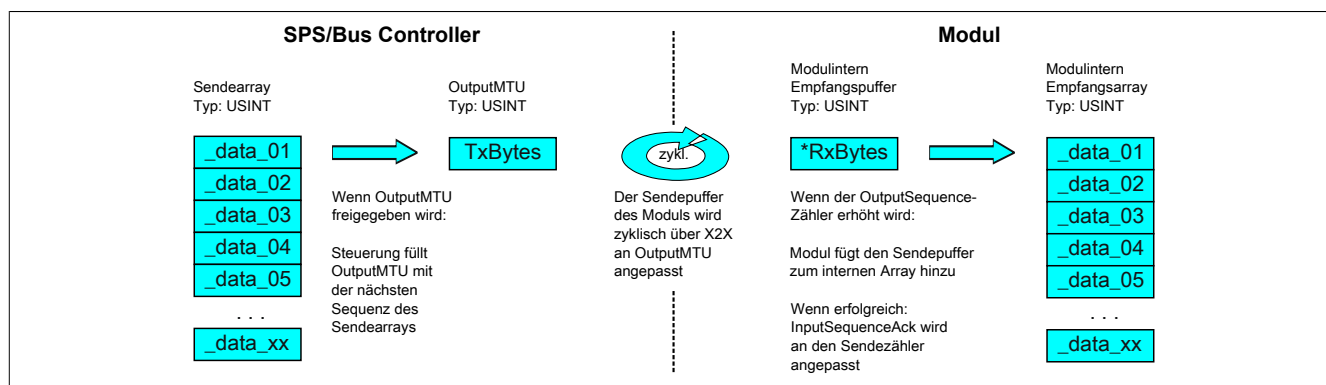 SPS/Bus Controller
Modul
Sendearray
Typ: USINT
OutputMTU
Typ: USINT
Modulintern
Empfangspuffer
Typ: USINT
Modulintern
Empfangsarray
Typ: USINT
_data_01
_data_02
_data_03
_data_04
_data_05
. . .
_data_xx
TxBytes
Wenn OutputMTU
freigegeben wird:
Steuerung füllt
OutputMTU mit
der nächsten
Sequenz des
Sendearrays
zykl.
Der Sendepuffer
des Moduls wird
zyklisch über X2X
an OutputMTU
angepasst
*RxBytes
Wenn der OutputSequence-
Zähler erhöht wird:
Modul fügt den Sendepuffer
zum internen Array hinzu
Wenn erfolgreich:
InputSequenceAck wird
an den Sendezähler
angepasst
_data_01
_data_02
_data_03
_data_04
_data_05
. . .
_data_xx